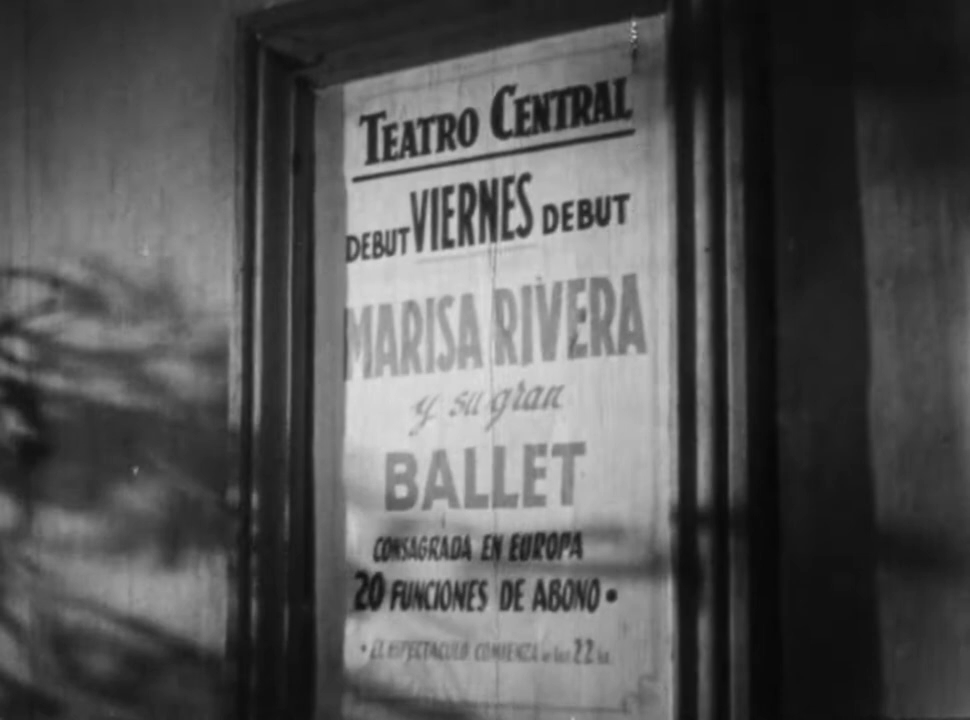 TEATRO CENTRAL
DEBUT VIERNES DEBUT
MARISA RIVERA
y su gran
BALLET
CONSAGRADA EN EUROPA
20 FUNCIONES DE ABONO •
• EL ESPECTACULO COMIENZA a las 22 hs.